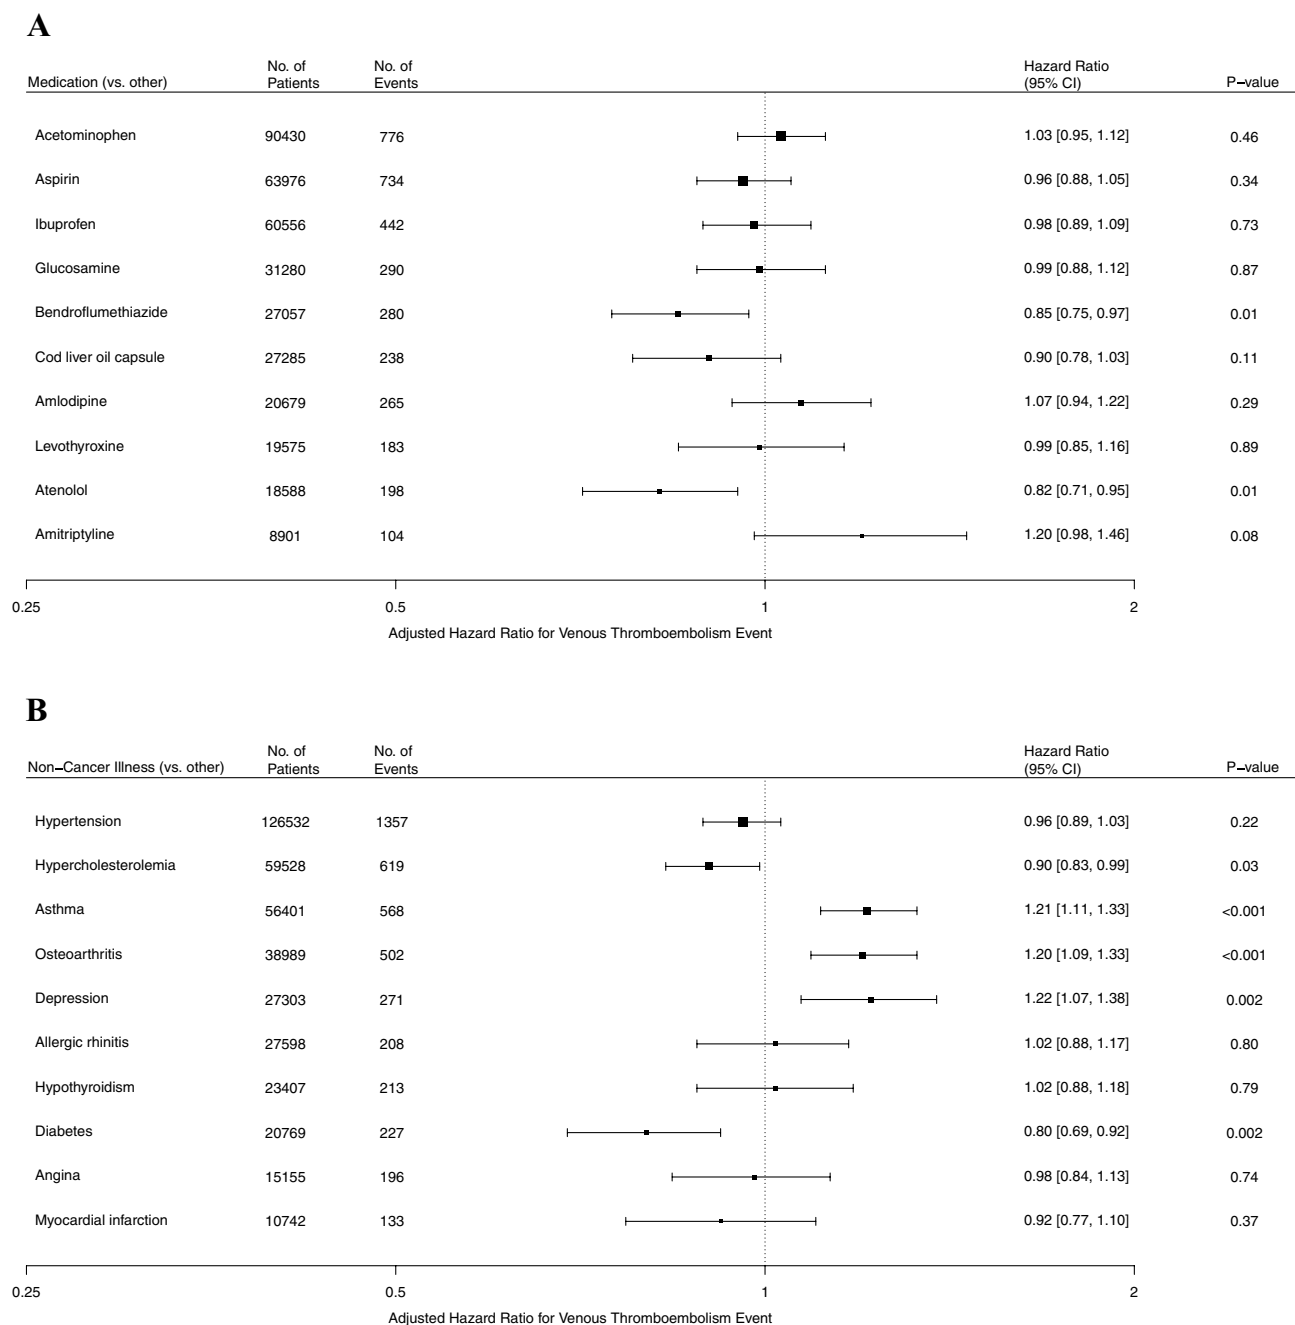 A
Medication (vs. other) No. of Patients No. of Events Hazard Ratio (95% CI) P−value
Acetominophen 90430 776 1.03 [0.95, 1.12] 0.46
Aspirin 63976 734 0.96 [0.88, 1.05] 0.34
Ibuprofen 60556 442 0.98 [0.89, 1.09] 0.73
Glucosamine 31280 290 0.99 [0.88, 1.12] 0.87
Bendroflumethiazide 27057 280 0.85 [0.75, 0.97] 0.01
Cod liver oil capsule 27285 238 0.90 [0.78, 1.03] 0.11
Amlodipine 20679 265 1.07 [0.94, 1.22] 0.29
Levothyroxine 19575 183 0.99 [0.85, 1.16] 0.89
Atenolol 18588 198 0.82 [0.71, 0.95] 0.01
Amitriptyline 8901 104 1.20 [0.98, 1.46] 0.08
0.25 0.5 1 2
Adjusted Hazard Ratio for Venous Thromboembolism Event
B
Non−Cancer Illness (vs. other) No. of Patients No. of Events Hazard Ratio (95% CI) P−value
Hypertension 126532 1357 0.96 [0.89, 1.03] 0.22
Hypercholesterolemia 59528 619 0.90 [0.83, 0.99] 0.03
Asthma 56401 568 1.21 [1.11, 1.33] <0.001
Osteoarthritis 38989 502 1.20 [1.09, 1.33] <0.001
Depression 27303 271 1.22 [1.07, 1.38] 0.002
Allergic rhinitis 27598 208 1.02 [0.88, 1.17] 0.80
Hypothyroidism 23407 213 1.02 [0.88, 1.18] 0.79
Diabetes 20769 227 0.80 [0.69, 0.92] 0.002
Angina 15155 196 0.98 [0.84, 1.13] 0.74
Myocardial infarction 10742 133 0.92 [0.77, 1.10] 0.37
0.25 0.5 1 2
Adjusted Hazard Ratio for Venous Thromboembolism Event